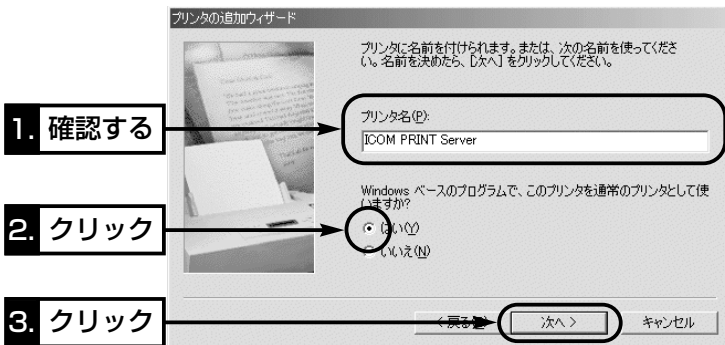 プリンタの追加ウィザード
プリンタに名前を付けられます。または、次の名前を使ってくださ
い。名前を決めたら、[次へ] をクリックしてください。
1. 確認する
プリンタ名(P):
ICOM PRINT Server
Windows ベースのプログラムで、このプリンタを通常のプリンタとして使
いますか?
2. クリック
はい(Y)
いいえ(N)
3. クリック
< 戻る(B)
次へ >
キャンセル